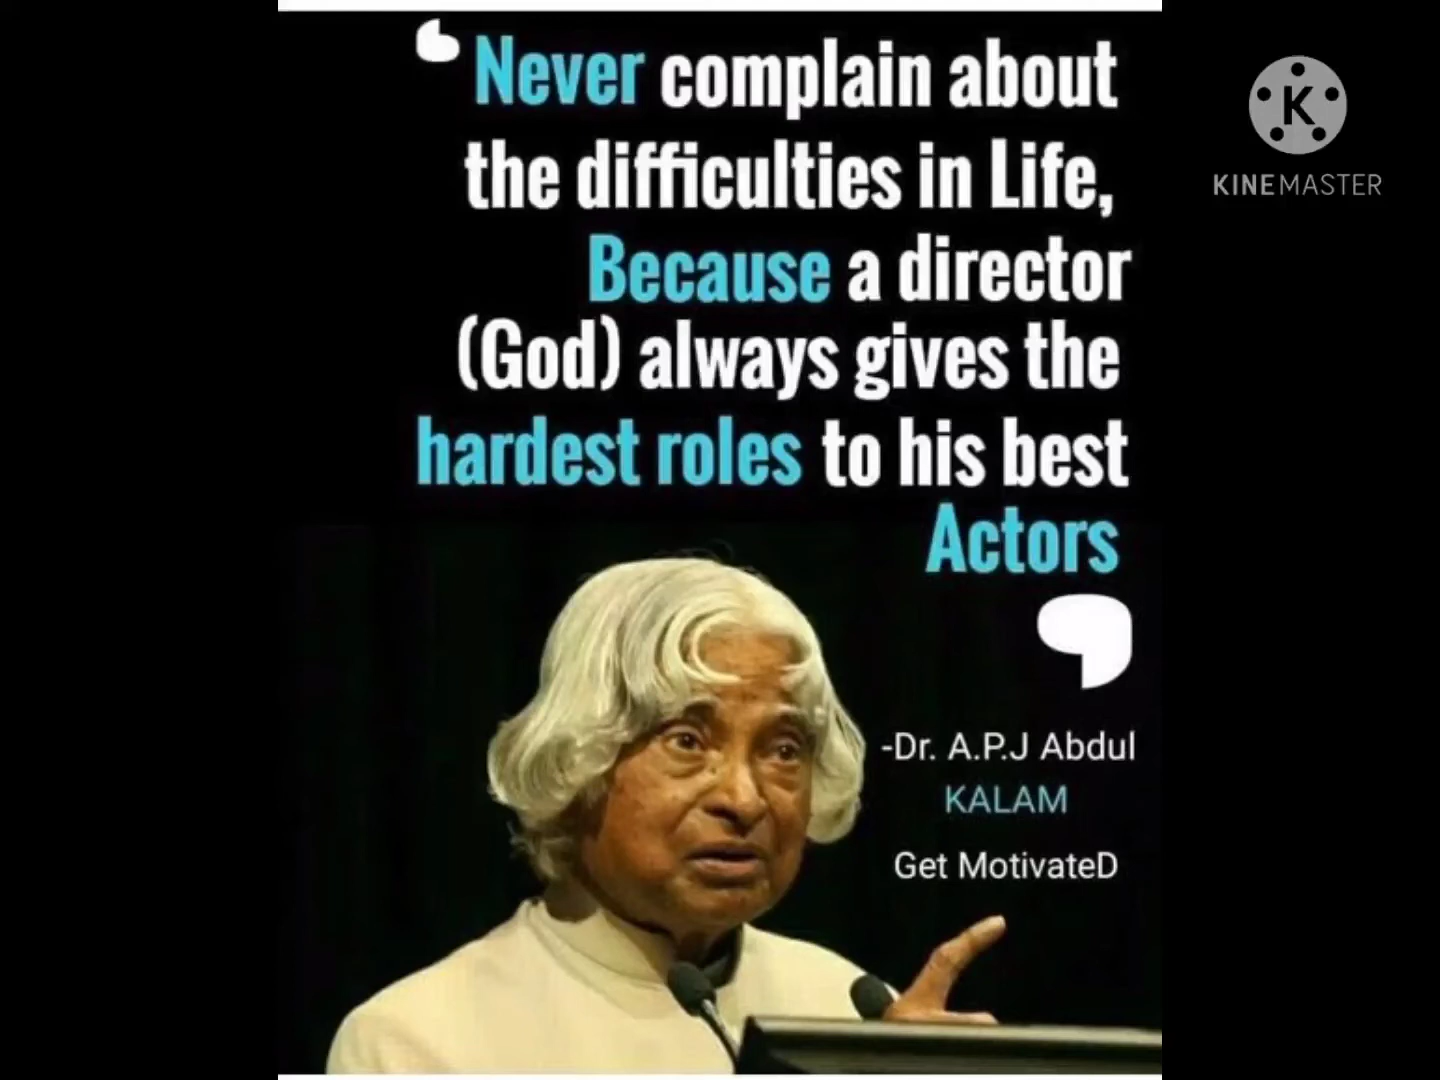 ‘Never complain about
the difficulties in Life,
Because a director
(God) always gives the
hardest roles to his best
Actors
’
-Dr. A.P.J Abdul
KALAM
Get MotivateD
K
KINEMASTER